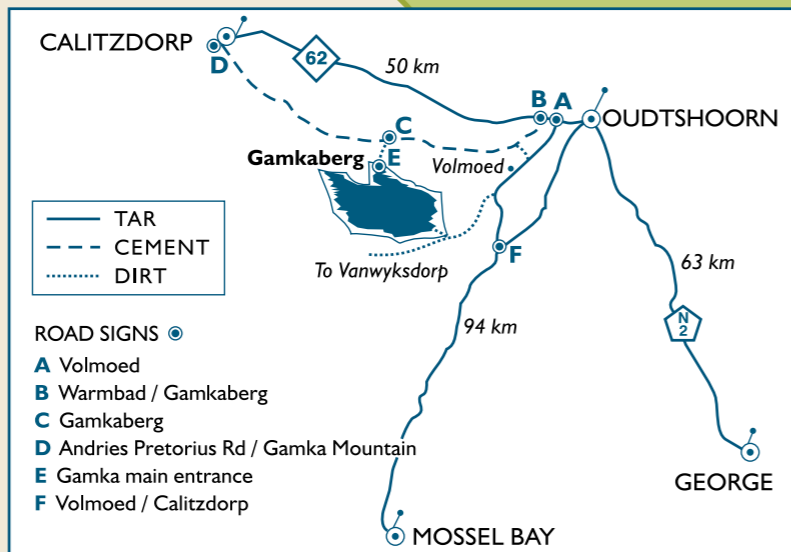 CALITZDORP
D
62
50 km
B
A
OUDTSHOORN
C
Volmoed
Gamkaberg
E
TAR
CEMENT
DIRT
To Vanwyksdorp
F
63 km
94 km
N
2
ROAD SIGNS
A Volmoed
B Warmbad / Gamkaberg
C Gamkaberg
D Andries Pretorius Rd / Gamka Mountain
E Gamka main entrance
F Volmoed / Calitzdorp
GEORGE
MOSSEL BAY